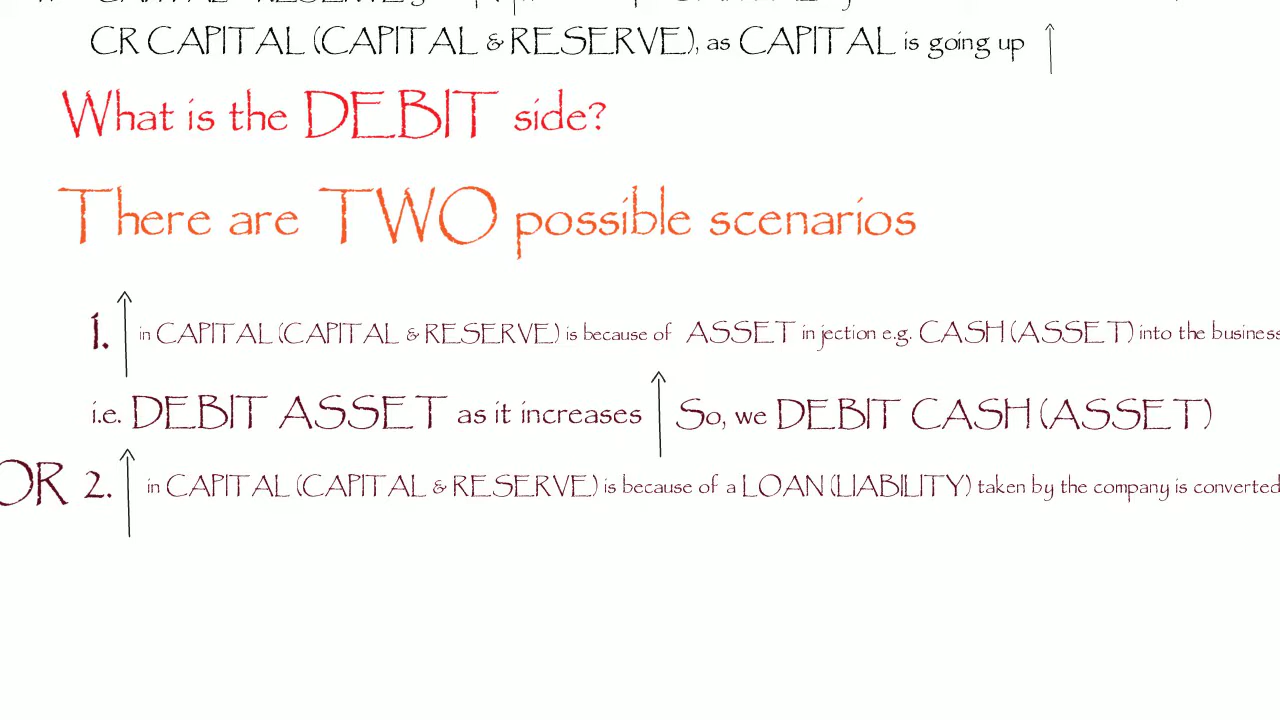 CR CAPITAL (CAPITAL & RESERVE), as CAPITAL is going up
What is the DEBIT side?
There are TWO possible scenarios
1. in CAPITAL (CAPITAL & RESERVE) is because of ASSET in jection e.g. CASH (ASSET) into the business
i.e. DEBIT ASSET as it increases So, we DEBIT CASH (ASSET)
OR 2. in CAPITAL (CAPITAL & RESERVE) is because of a LOAN (LIABILITY) taken by the company is converted